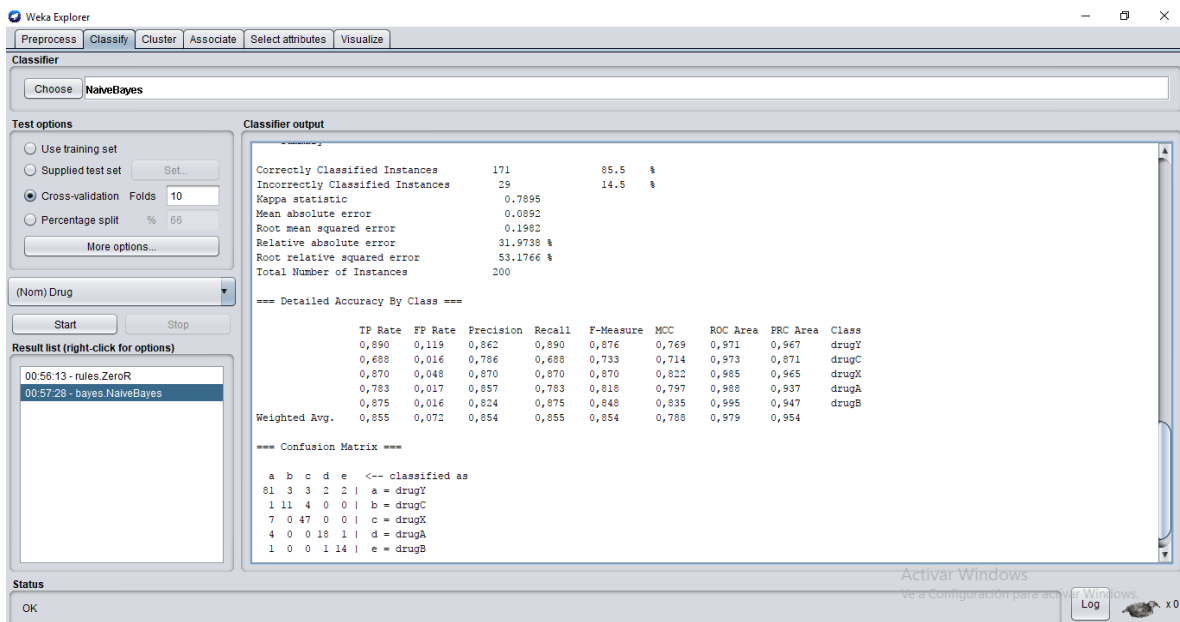 Weka Explorer
Preprocess Classify Cluster Associate Select attributes Visualize
Classifier
Choose NaiveBayes
Test options
Use training set
Supplied test set Set...
Cross-validation Folds 10
Percentage split % 66
More options...
(Nom) Drug
Start Stop
Result list (right-click for options)
00:56:13 - rules.ZeroR
00:57:28 - bayes.NaiveBayes
Classifier output
Correctly Classified Instances 171 85.5 %
Incorrectly Classified Instances 29 14.5 %
Kappa statistic 0.7895
Mean absolute error 0.0892
Root mean squared error 0.1982
Relative absolute error 31.9738 %
Root relative squared error 53.1766 %
Total Number of Instances 200
=== Detailed Accuracy By Class ===
TP Rate FP Rate Precision Recall F-Measure MCC ROC Area PRC Area Class
0,890 0,119 0,862 0,890 0,876 0,769 0,971 0,967 drugY
0,688 0,016 0,786 0,688 0,733 0,714 0,973 0,871 drugC
0,870 0,048 0,870 0,870 0,870 0,822 0,985 0,965 drugX
0,783 0,017 0,857 0,783 0,818 0,797 0,988 0,937 drugA
0,875 0,016 0,824 0,875 0,848 0,835 0,995 0,947 drugB
Weighted Avg. 0,855 0,072 0,854 0,855 0,854 0,788 0,979 0,954
=== Confusion Matrix ===
a b c d e <-- classified as
81 3 3 2 2 | a = drugY
1 11 4 0 0 | b = drugC
7 0 47 0 0 | c = drugX
4 0 0 18 1 | d = drugA
1 0 0 1 14 | e = drugB
Activar Windows
Ve a Configuración para activar Windows.
Status
OK
Log
x 0